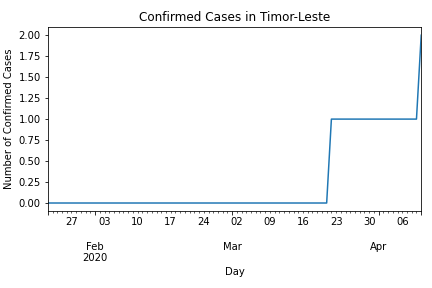 Confirmed Cases in Timor-Leste
Number of Confirmed Cases
2.00
1.75
1.50
1.25
1.00
0.75
0.50
0.25
0.00
27 03 10 17 24 02 09 16 23 30 06
Feb Mar Apr
2020
Day